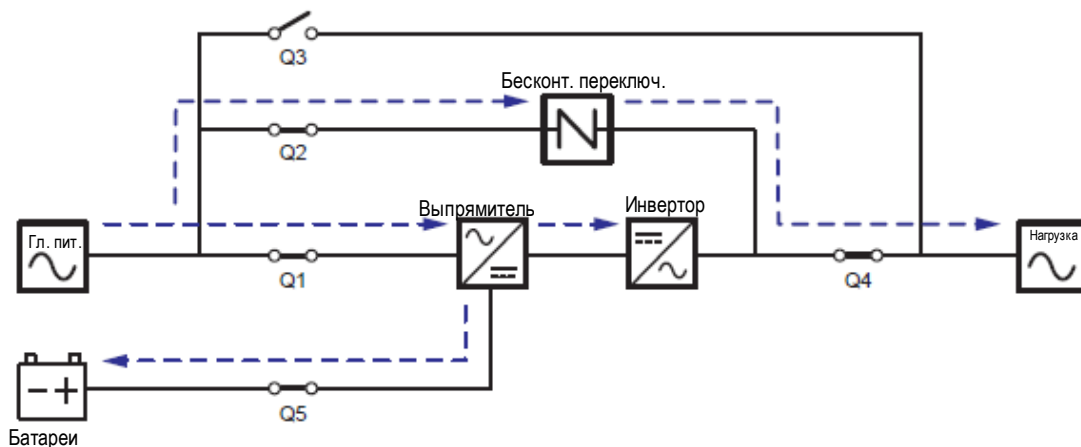 Q3
Бесконт. переключ.
Q2
Выпрямитель
Инвертор
Гл. пит.
Нагрузка
Q1
Q4
Q5
Батареи